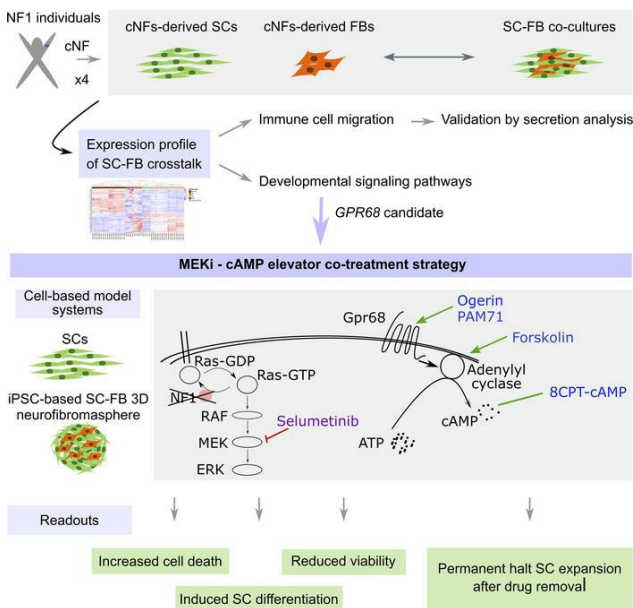 NF1 individuals
cNF
x4
cNFs-derived SCs
cNFs-derived FBs
SC-FB co-cultures
Expression profile
of SC-FB crosstalk
Immune cell migration
Validation by secretion analysis
Developmental signaling pathways
GPR68 candidate
MEKi - cAMP elevator co-treatment strategy
Cell-based model
systems
SCs
iPSC-based SC-FB 3D
neurofibromasphere
Gpr68
Ogerin
PAM71
Forskolin
Adenylyl
cyclase
8CPT-cAMP
cAMP
ATP
Ras-GDP
Ras-GTP
NF1
RAF
Selumetinib
MEK
ERK
Readouts
Increased cell death
Reduced viability
Induced SC differentiation
Permanent halt SC expansion
after drug removal